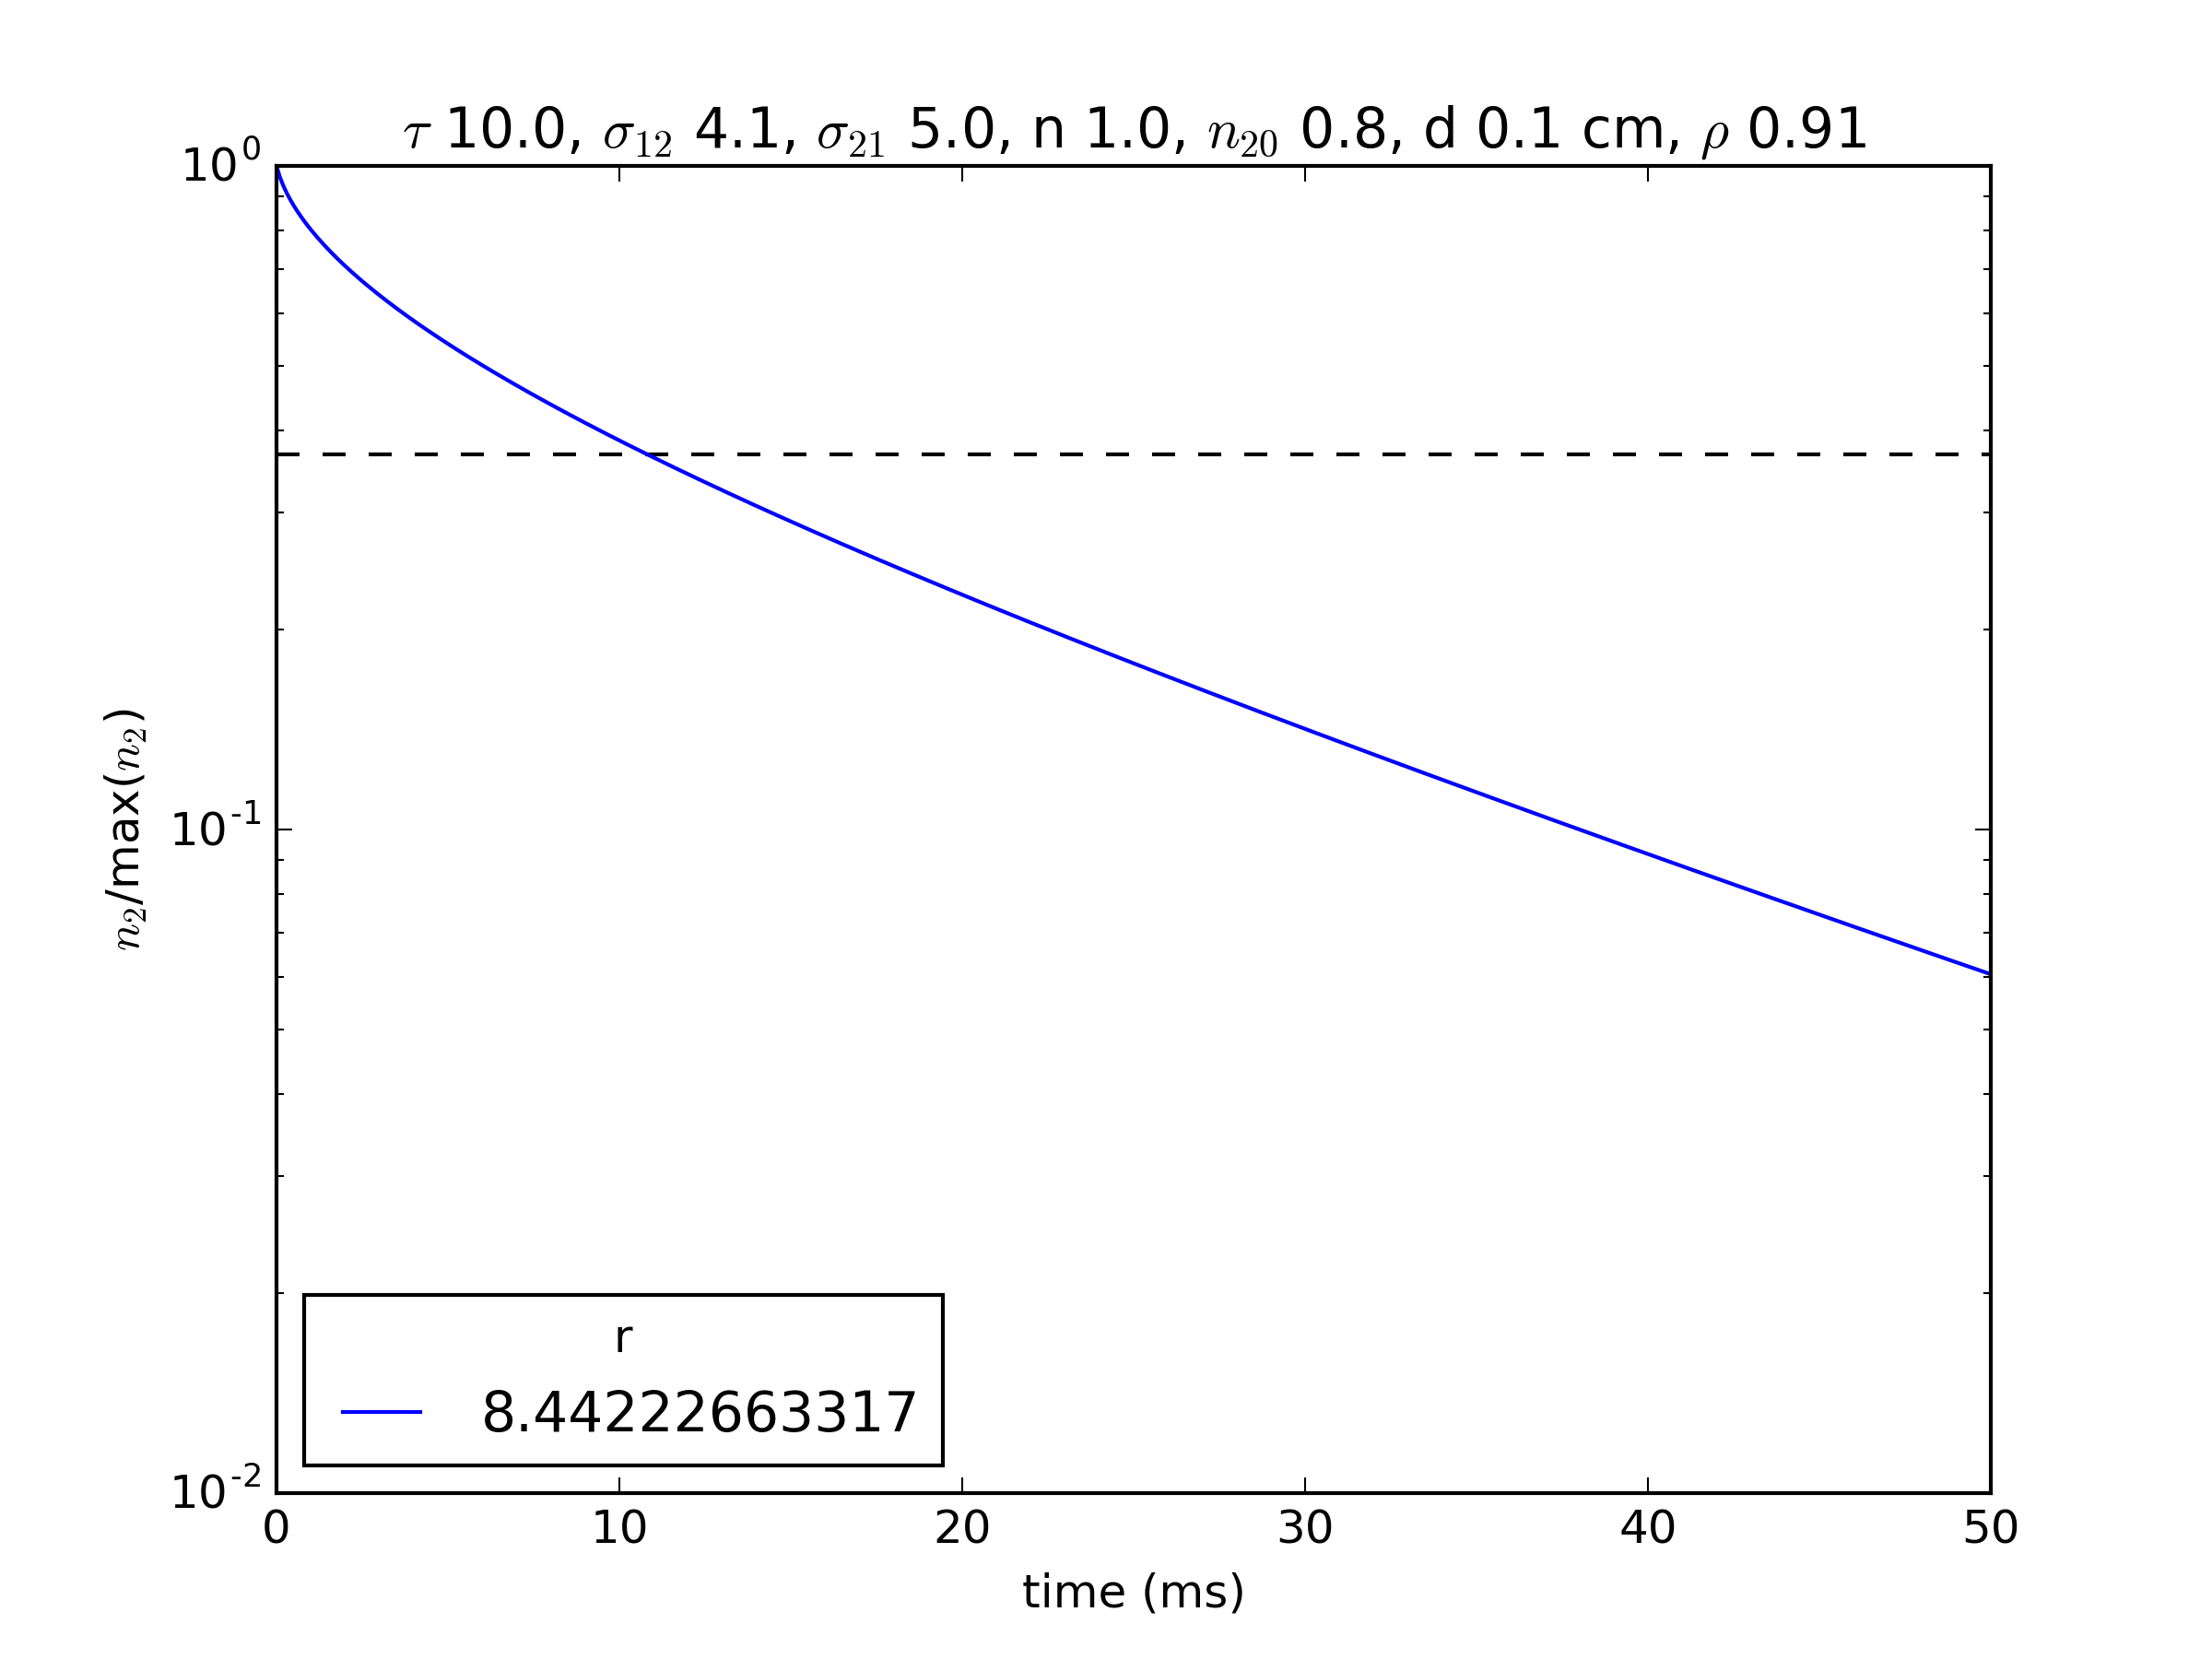 τ 10.0, σ₁₂ 4.1, σ₂₁ 5.0, n 1.0, n₂₀ 0.8, d 0.1 cm, ρ 0.91
10⁰
10⁻¹
10⁻²
n₂/max(n₂)
r
8.44222663317
0 10 20 30 40 50
time (ms)